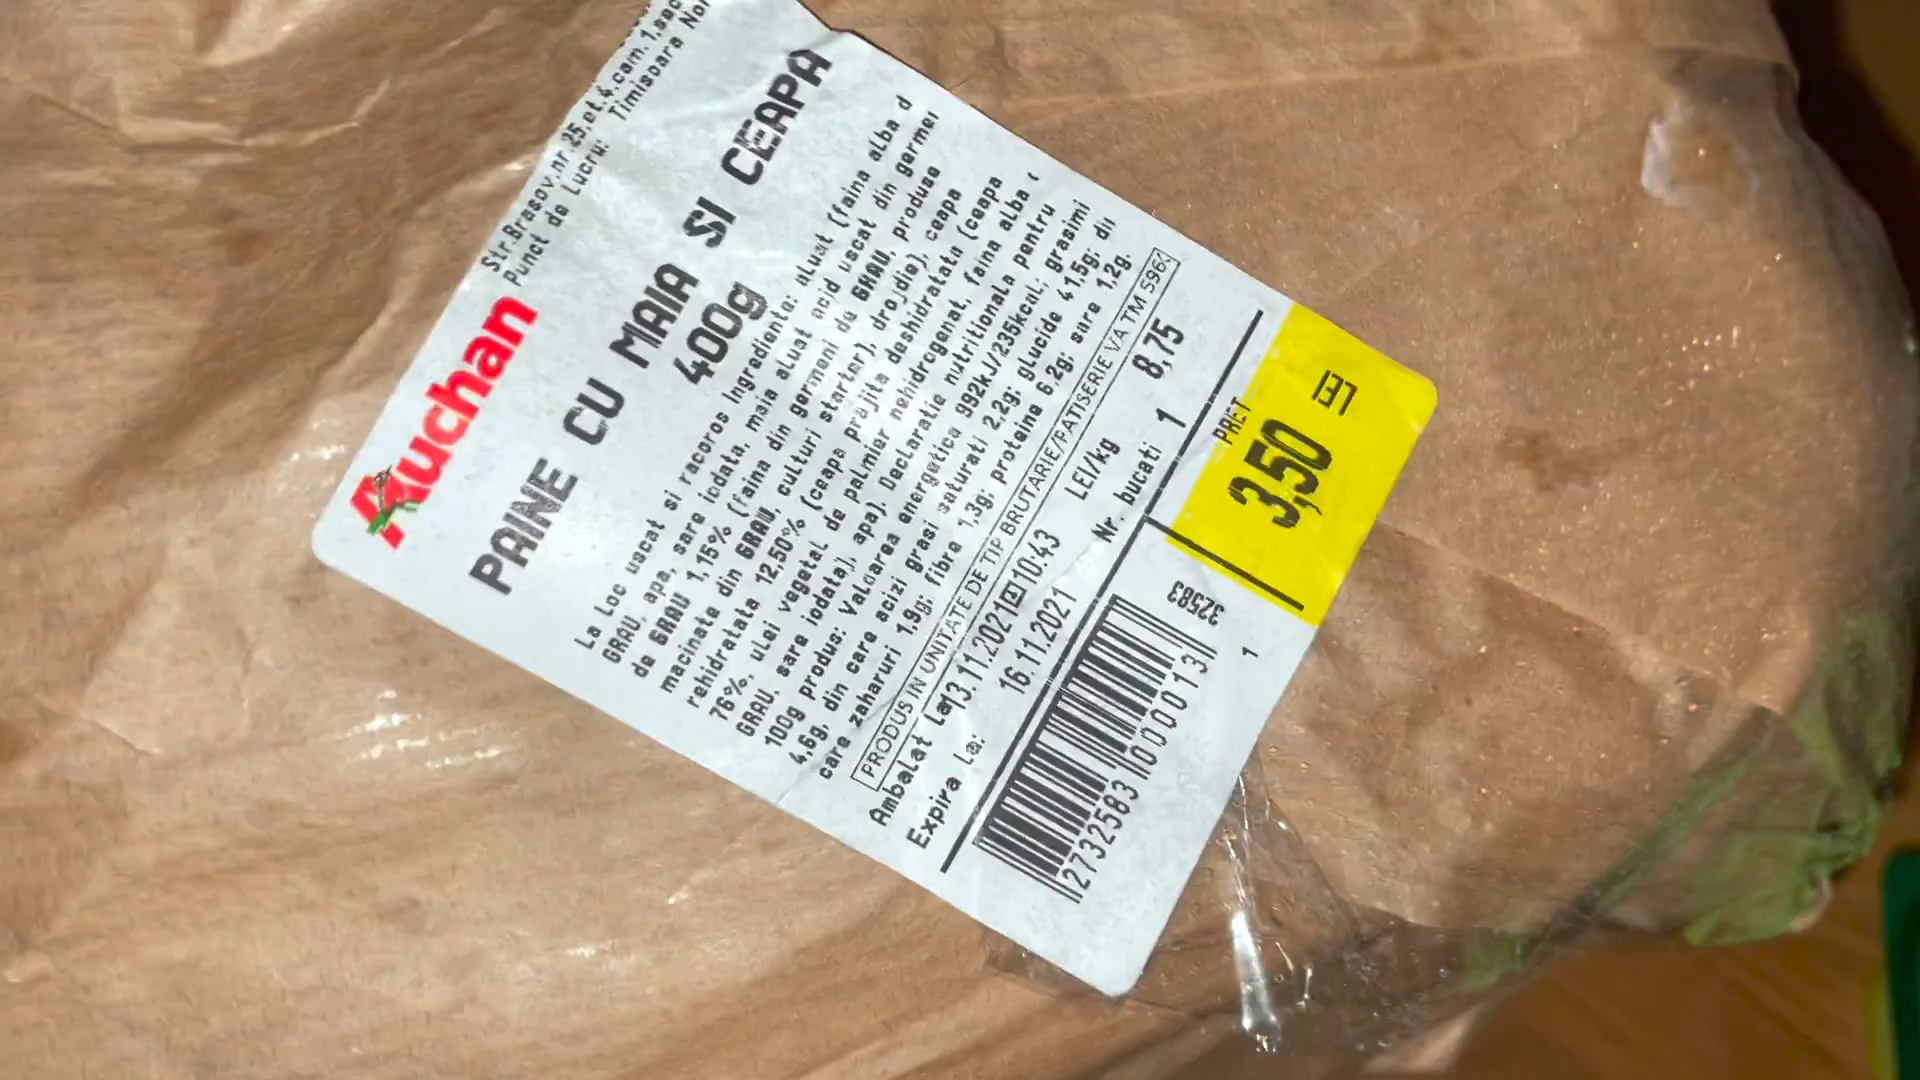 Str.Brasov.nr.25.et.4.cam.1.sec
Punct de Lucru: Timisoara Nor
Auchan
PAINE CU MAIA SI CEAPA
400g
La Loc uscat si racoros Ingrediente: aluat (faina alba d
GRAU, apa, sare iodata, maia aluat acid uscat din germei
de GRAU 1,15% (faina din germeni de GRAU, produse
macinate din GRAU, culturi starter), drojdie), ceapa
rehidratata 12,50% (ceapa prajita deshidratata (ceapa
76%, ulei vegetal de palmier nehidrogenat, faina alba
GRAU, sare iodata), apa). Declaratie nutritionala pentru
100g produs: Valoarea energetica 992kJ/235kcal; grasimi
4,6g, din care acizi grasi saturati 2,2g; glucide 41,5g; din
care zaharuri 1,9g; fibre 1,3g; proteine 6,2g; sare 1,2g.
PRODUS IN UNITATE DE TIP BRUTARIE/PATISERIE VA TM 596
Ambalat La: 13.11.2021 10:43 LEI/kg 8,75
Expira La: 16.11.2021 Nr. bucati 1
PRET
3,50
32583
2732583000013
1